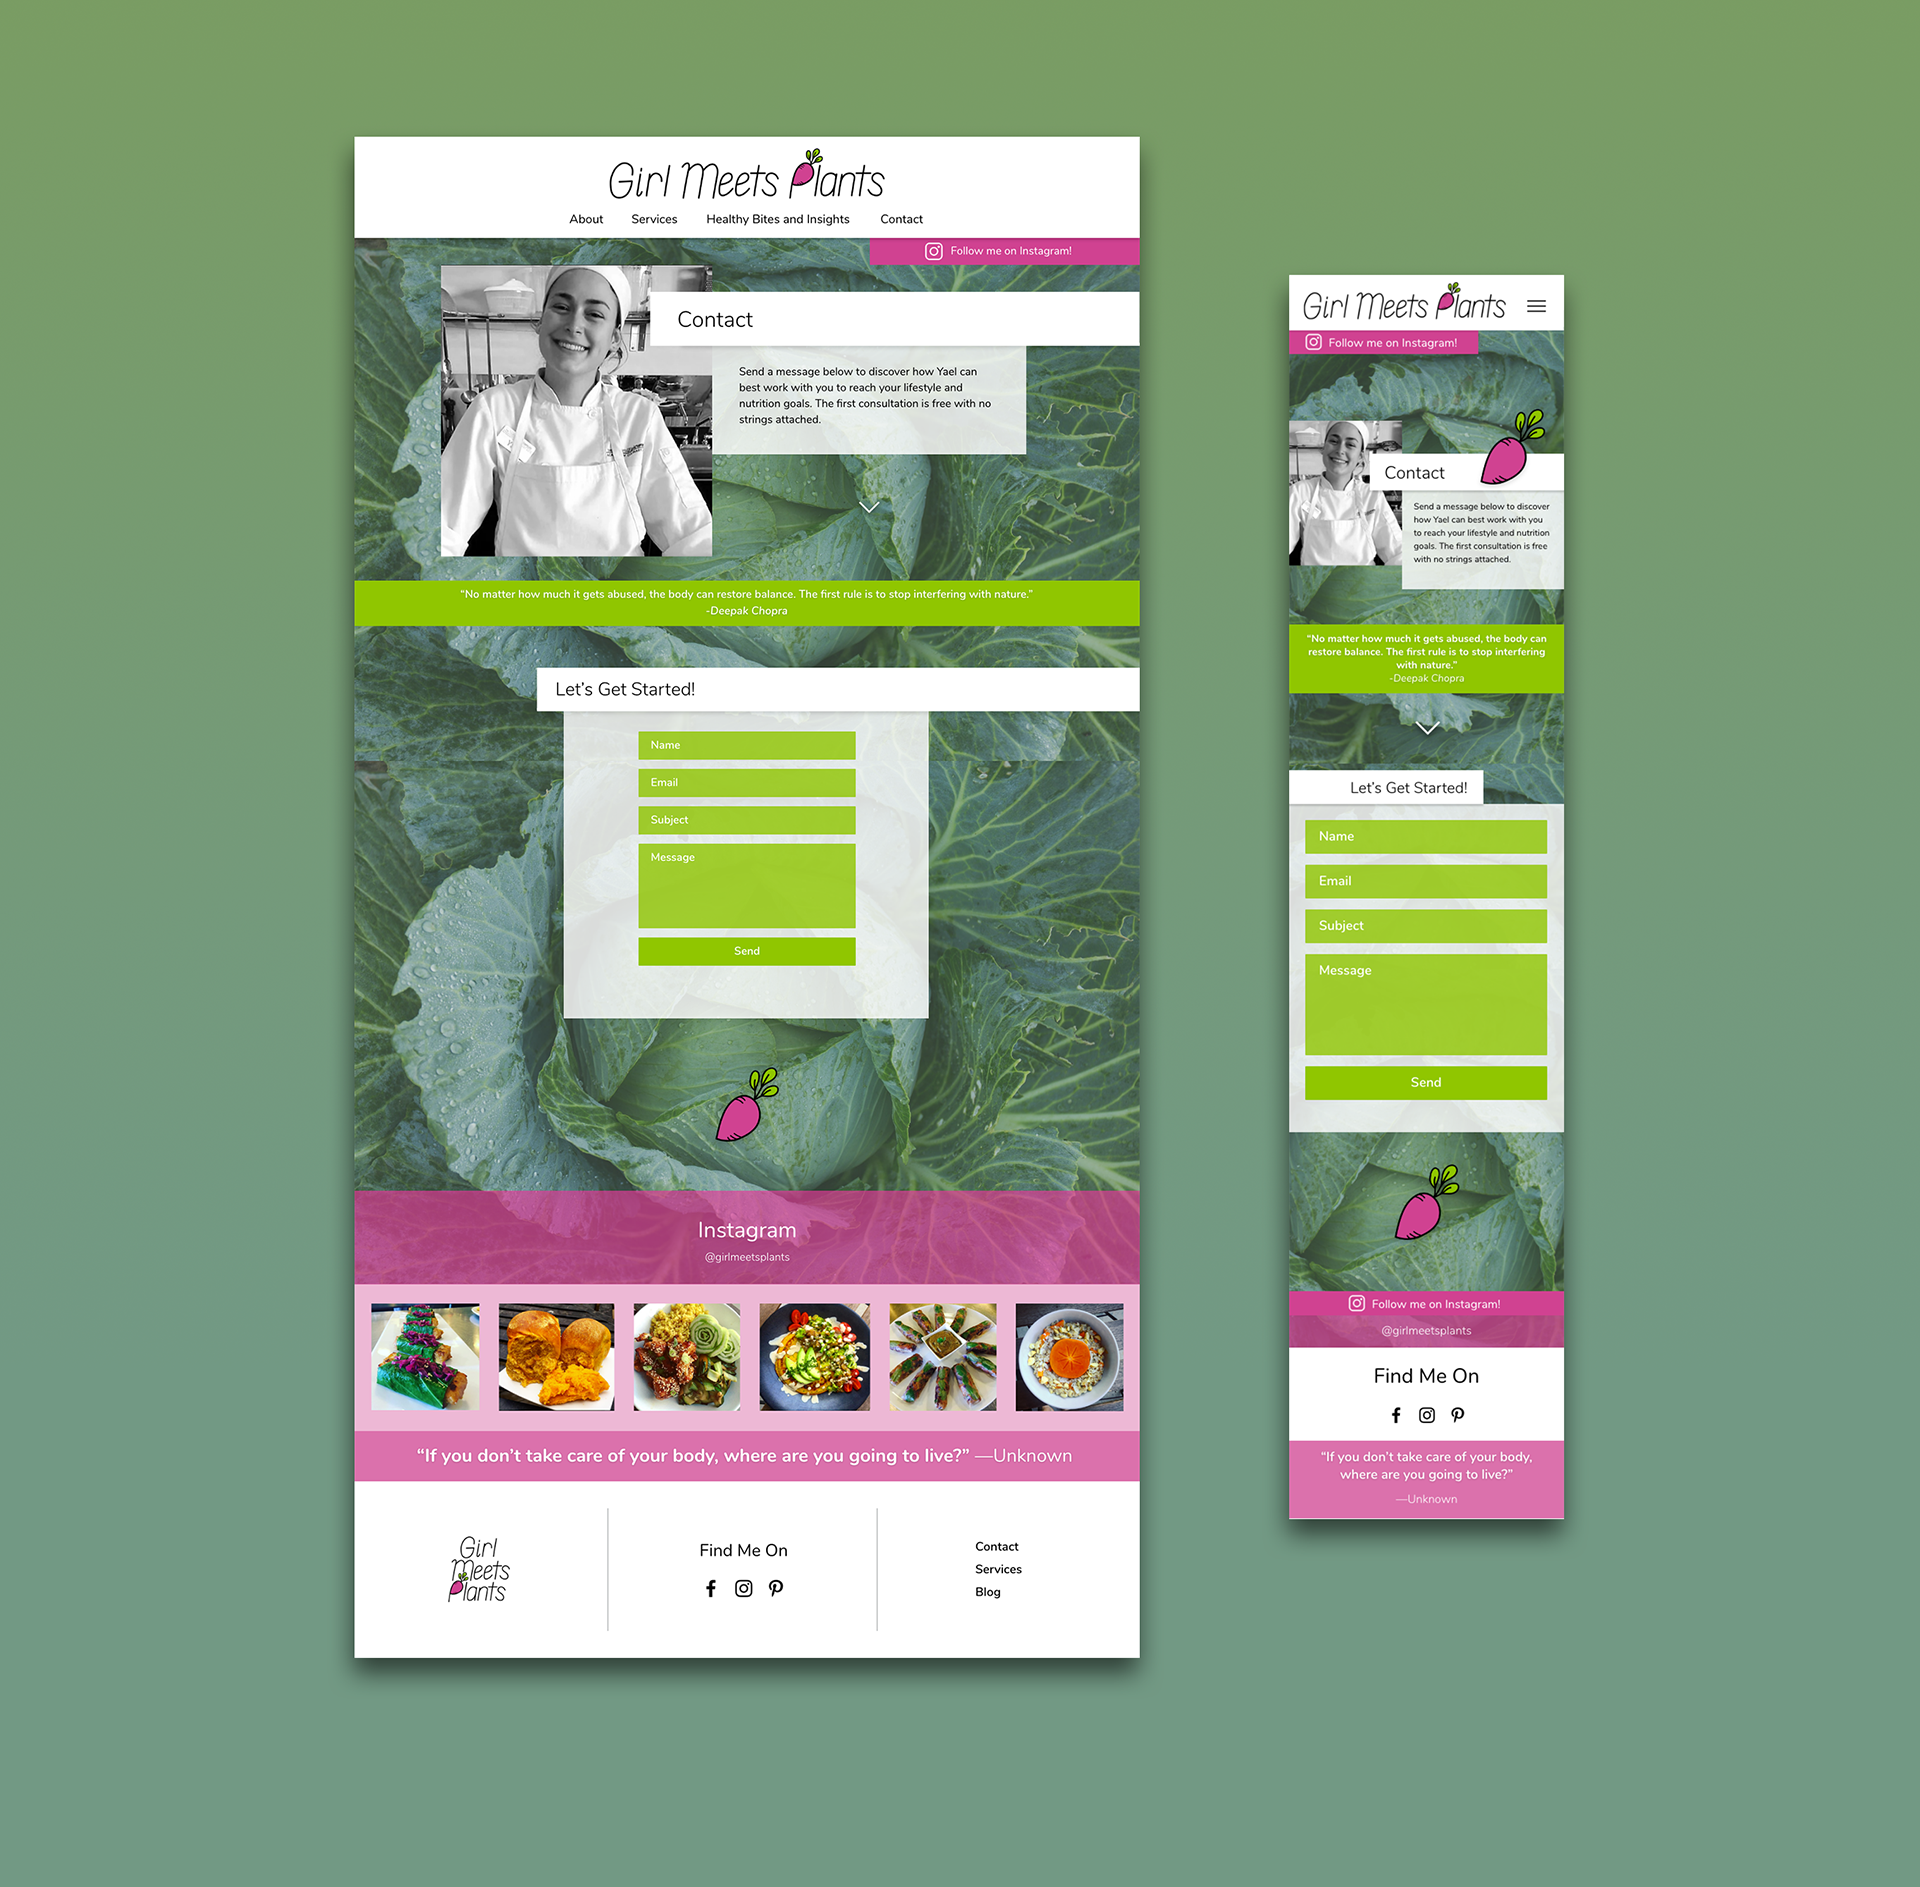 Girl Meets Plants
About Services Healthy Bites and Insights Contact
Follow me on Instagram!
Contact
Send a message below to discover how Yael can
best work with you to reach your lifestyle and
nutrition goals. The first consultation is free with no
strings attached.
“No matter how much it gets abused, the body can restore balance. The first rule is to stop interfering with nature.”
-Deepak Chopra
Let’s Get Started!
Name
Email
Subject
Message
Send
Instagram
@girlmeetsplants
“If you don’t take care of your body, where are you going to live?” —Unknown
Girl
Meets
Plants
Find Me On
Contact
Services
Blog
Girl Meets Plants
Follow me on Instagram!
Contact
Send a message below to discover
how Yael can best work with you
to reach your lifestyle and nutrition
goals. The first consultation is free
with no strings attached.
“No matter how much it gets abused, the body can
restore balance. The first rule is to stop interfering
with nature.”
-Deepak Chopra
Let’s Get Started!
Name
Email
Subject
Message
Send
Follow me on Instagram!
@girlmeetsplants
Find Me On
“If you don’t take care of your body,
where are you going to live?”
—Unknown